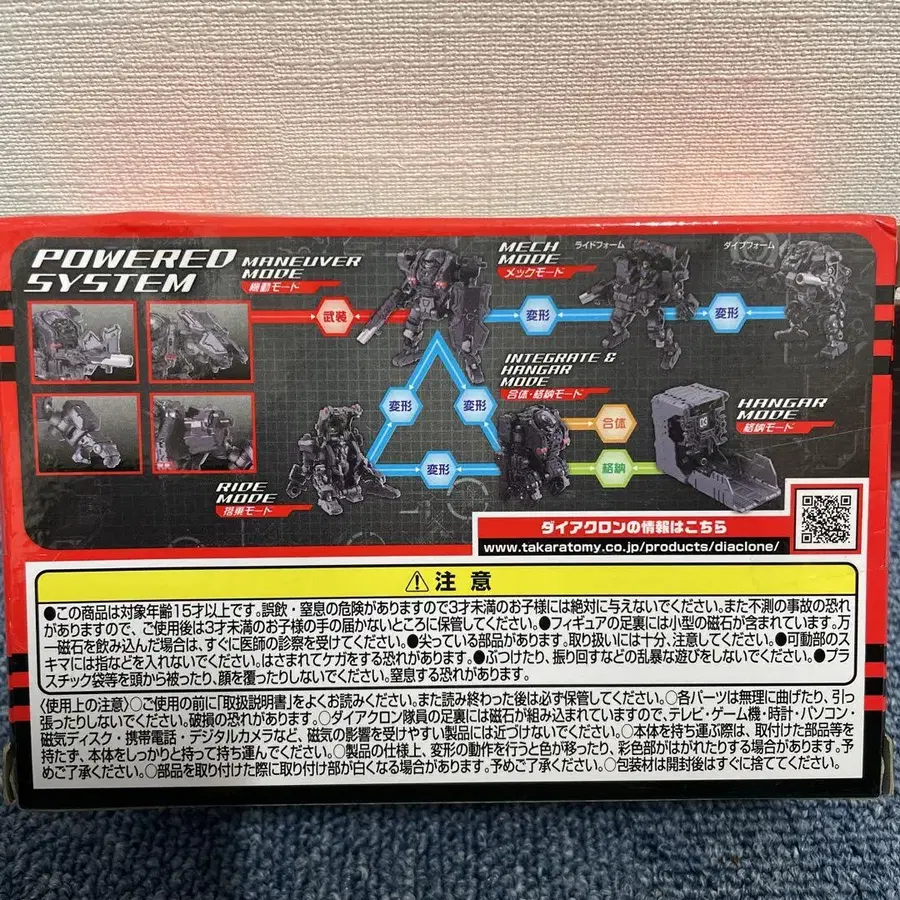 POWERED
SYSTEM
MANEUVER
MODE
機動モード
武装
MECH
MODE
メックモード
ライドフォーム
ダイブフォーム
変形
変形
INTEGRATE &
HANGAR
MODE
合体・格納モード
変形
変形
変形
合体
格納
RIDE
MODE
搭乗モード
HANGAR
MODE
格納モード
03
ダイアクロンの情報はこちら
www.takaratomy.co.jp/products/diaclone/
注意
●この商品は対象年齢15才以上です。誤飲・窒息の危険がありますので3才未満のお子様には絶対に与えないでください。また不測の事故の恐れ
がありますので、ご使用後は3才未満のお子様の手の届かないところに保管してください。●フィギュアの足裏には小型の磁石が含まれています。万
一磁石を飲み込んだ場合は、すぐに医師の診察を受けてください。●尖っている部品があります。取り扱いには十分、注意してください。●可動部のス
キマには指などを入れないでください。はさまれてケガをする恐れがあります。●ぶつけたり、振り回すなどの乱暴な遊びをしないでください。●プラ
スチック袋等を頭から被ったり、顔を覆ったりしないでください。窒息する恐れがあります。
〈使用上の注意〉○ご使用の前に「取扱説明書」をよくお読みください。また読み終わった後は必ず保管してください。○各パーツは無理に曲げたり、引っ
張ったりしないでください。破損の恐れがあります。○ダイアクロン隊員の足裏には磁石が組み込まれていますので、テレビ・ゲーム機・時計・パソコン・
磁気ディスク・携帯電話・デジタルカメラなど、磁気の影響を受けやすい製品には近づけないでください。○本体を持ち運ぶ際は、取付けた部品等を
持たず、本体をしっかりと持って持ち運んでください。○製品の仕様上、変形の動作を行うと色が移ったり、彩色部がはがれたりする場合があります。予
めご了承ください。○部品を取り付けた際に取り付け部が白くなる場合があります。予めご了承ください。○包装材は開封後はすぐに捨ててください。